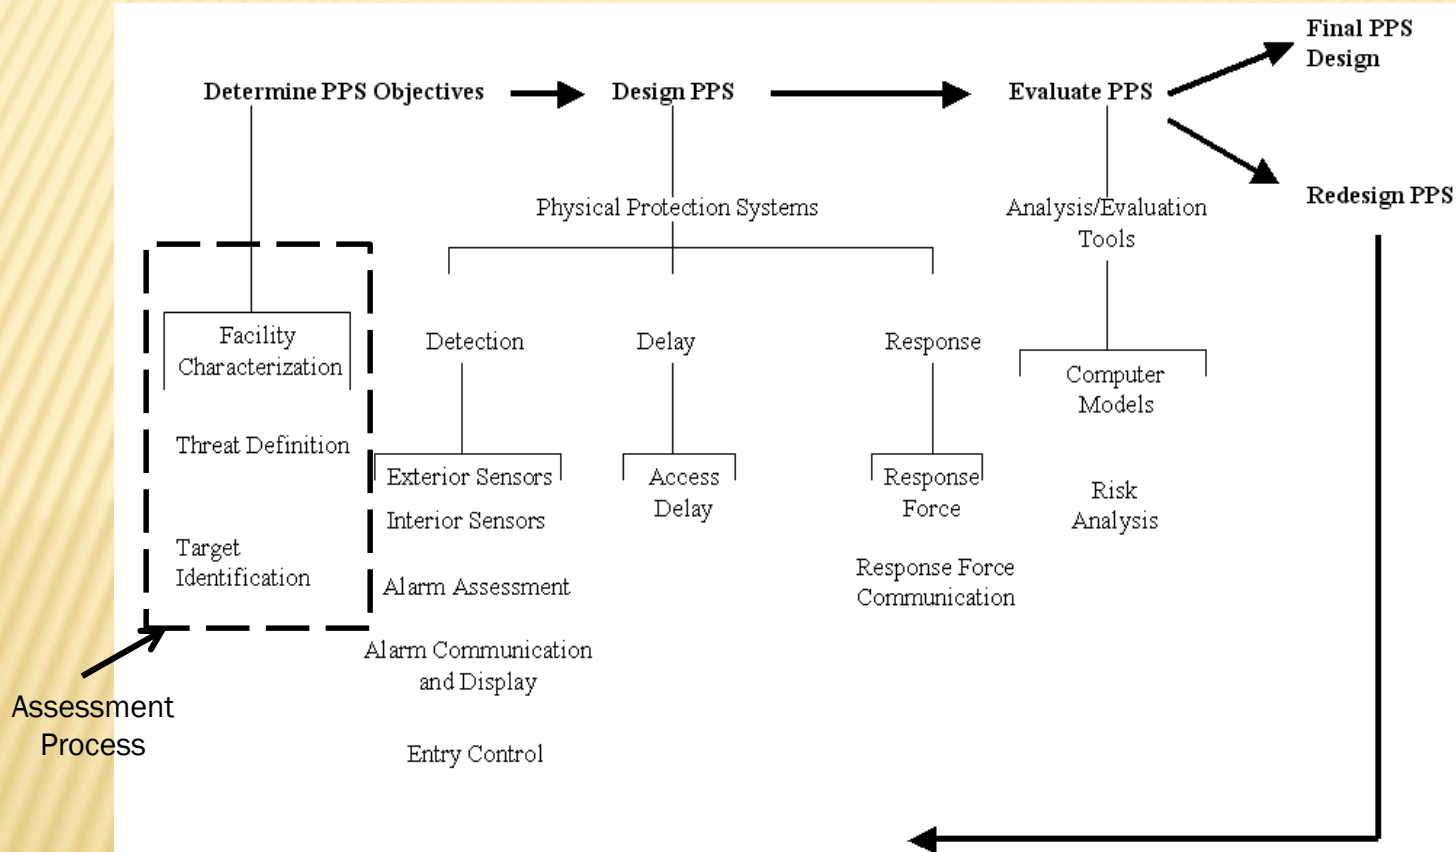 Final PPS
Design
Determine PPS Objectives
Design PPS
Evaluate PPS
Redesign PPS
Physical Protection Systems
Analysis/Evaluation
Tools
Facility
Characterization
Threat Definition
Target
Identification
Assessment
Process
Detection
Exterior Sensors
Interior Sensors
Alarm Assessment
Alarm Communication
and Display
Entry Control
Delay
Access
Delay
Response
Response
Force
Response Force
Communication
Computer
Models
Risk
Analysis